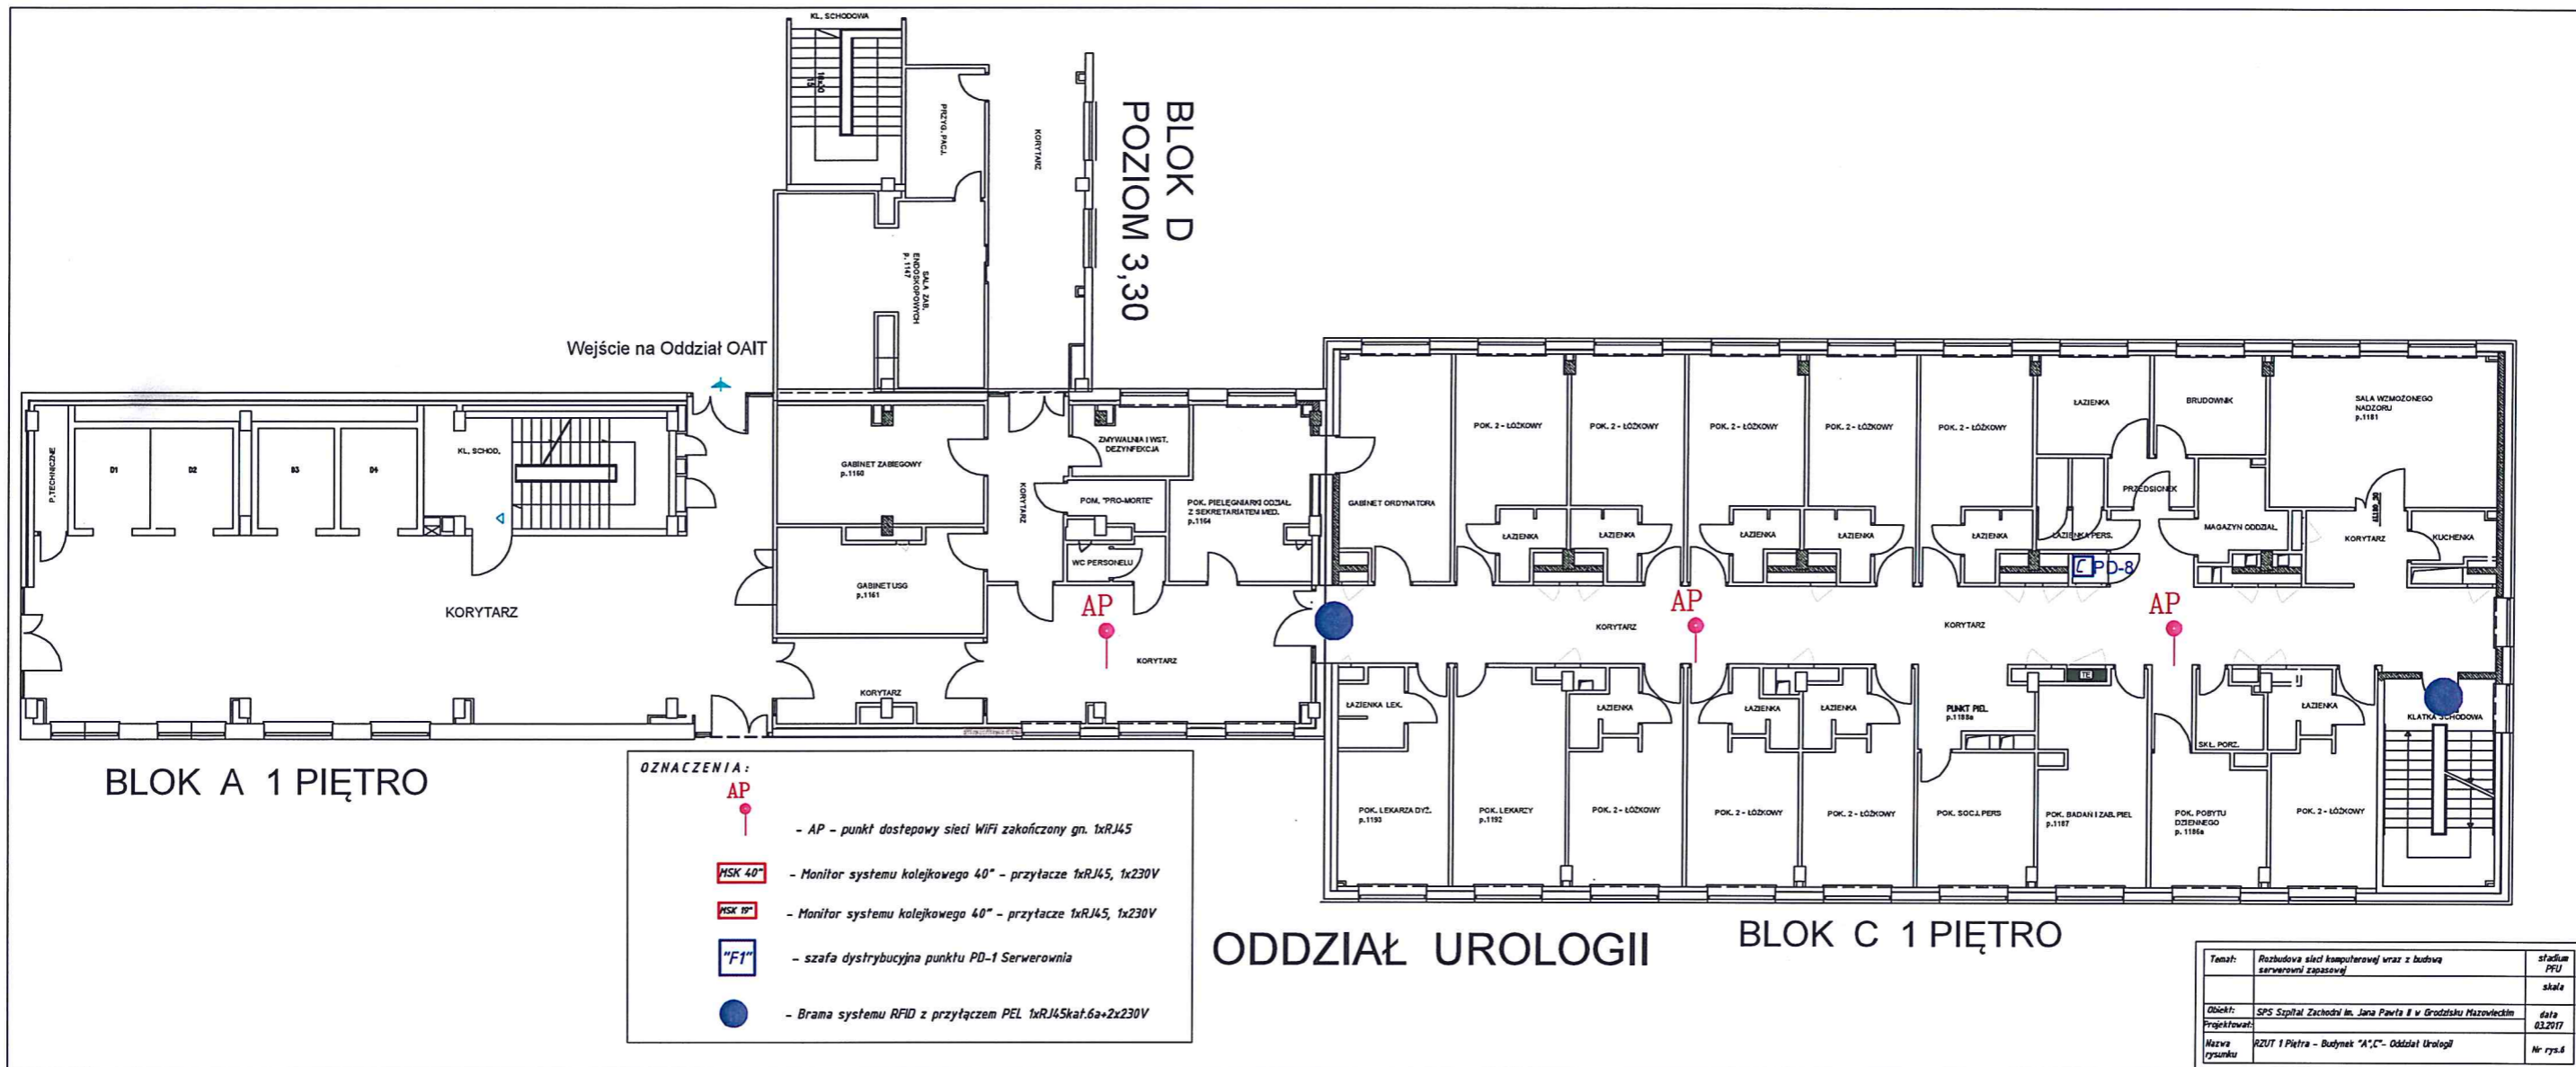 KL. SCHODOWA
PRZYG. PACJ.
KORYTARZ
BLOK D
POZIOM 3,30
SALA ZAB.
ENDOSKOPOWYCH
p. 1147
Wejście na Oddział OAIT
P.TECHNICZNE
D1
D2
D3
D4
KL. SCHOD.
KORYTARZ
GABINET ZABIEGOWY
p.1160
GABINET USG
p.1161
KORYTARZ
KORYTARZ
ZMYWALNIA I WST.
DEZYNFEKCJA
POM. "PRO-MORTE"
WC PERSONELU
POK. PIELĘGNIARKI ODDZIAŁ.
Z SEKRETARIATEM MED.
p.1164
AP
KORYTARZ
GABINET ORDYNATORA
POK. 2 - ŁÓŻKOWY
POK. 2 - ŁÓŻKOWY
POK. 2 - ŁÓŻKOWY
POK. 2 - ŁÓŻKOWY
POK. 2 - ŁÓŻKOWY
ŁAZIENKA
ŁAZIENKA
ŁAZIENKA
ŁAZIENKA
ŁAZIENKA
ŁAZIENKA
BRUDOWNIK
SALA WZMOŻONEGO
NADZORU
p.1181
PRZEDSIONEK
MAGAZYN ODDZIAŁ.
ŁAZIENKA PERS.
KORYTARZ
KUCHENKA
C PD-8
KORYTARZ
AP
KORYTARZ
AP
ŁAZIENKA LEK.
ŁAZIENKA
ŁAZIENKA
ŁAZIENKA
PUNKT PIEL.
p.1188a
TE
SKŁ. PORZ.
ŁAZIENKA
KLATKA SCHODOWA
POK. LEKARZA DYŻ.
p.1193
POK. LEKARZY
p.1192
POK. 2 - ŁÓŻKOWY
POK. 2 - ŁÓŻKOWY
POK. 2 - ŁÓŻKOWY
POK. SOCJ. PERS
POK. BADAŃ I ZAB. PIEL
p.1187
POK. POBYTU
DZIENNEGO
p. 1186a
POK. 2 - ŁÓŻKOWY
BLOK A 1 PIĘTRO
ODDZIAŁ UROLOGII
BLOK C 1 PIĘTRO
OZNACZENIA:
AP
- AP - punkt dostepowy sieci WiFi zakończony gn. 1xRJ45
MSK 40" - Monitor systemu kolejkowego 40" - przyłacze 1xRJ45, 1x230V
MSK 19" - Monitor systemu kolejkowego 40" - przyłacze 1xRJ45, 1x230V
"F1" - szafa dystrybucyjna punktu PD-1 Serwerownia
- Brama systemu RFID z przyłączem PEL 1xRJ45kat.6a+2x230V
Temat: Rozbudowa sieci komputerowej wraz z budową
serwerowni zapasowej
stadium
PFU
skala
Obiekt: SPS Szpital Zachodni im. Jana Pawła II w Grodzisku Mazowieckim
data
03.2017
Projektował:
Nazwa
rysunku
RZUT 1 Piętra - Budynek "A","C"- Oddział Urologii
Nr rys.6